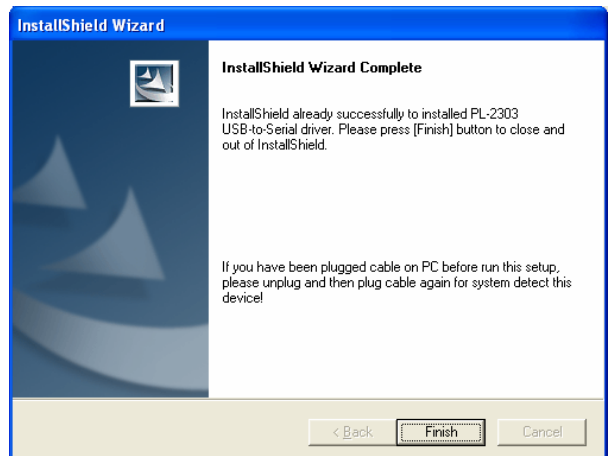 InstallShield Wizard
InstallShield Wizard Complete
InstallShield already successfully to installed PL-2303
USB-to-Serial driver. Please press [Finish] button to close and
out of InstallShield.
If you have been plugged cable on PC before run this setup,
please unplug and then plug cable again for system detect this
device!
< Back
Finish
Cancel